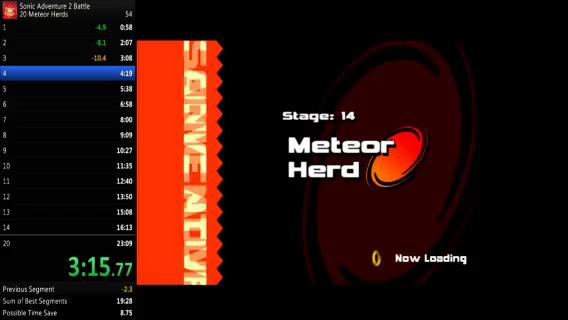 Sonic Adventure 2 Battle
20 Meteor Herds 54
1 -4.9 0:58
2 -8.1 2:07
3 -10.4 3:08
4 4:19
5 5:38
6 6:58
7 8:00
8 9:09
9 10:27
10 11:35
11 12:40
12 13:50
13 15:08
14 16:13
20 23:09
3:15.77
Previous Segment -2.3
Sum of Best Segments 19:28
Possible Time Save 8.75
Stage: 14
Meteor
Herd
Now Loading